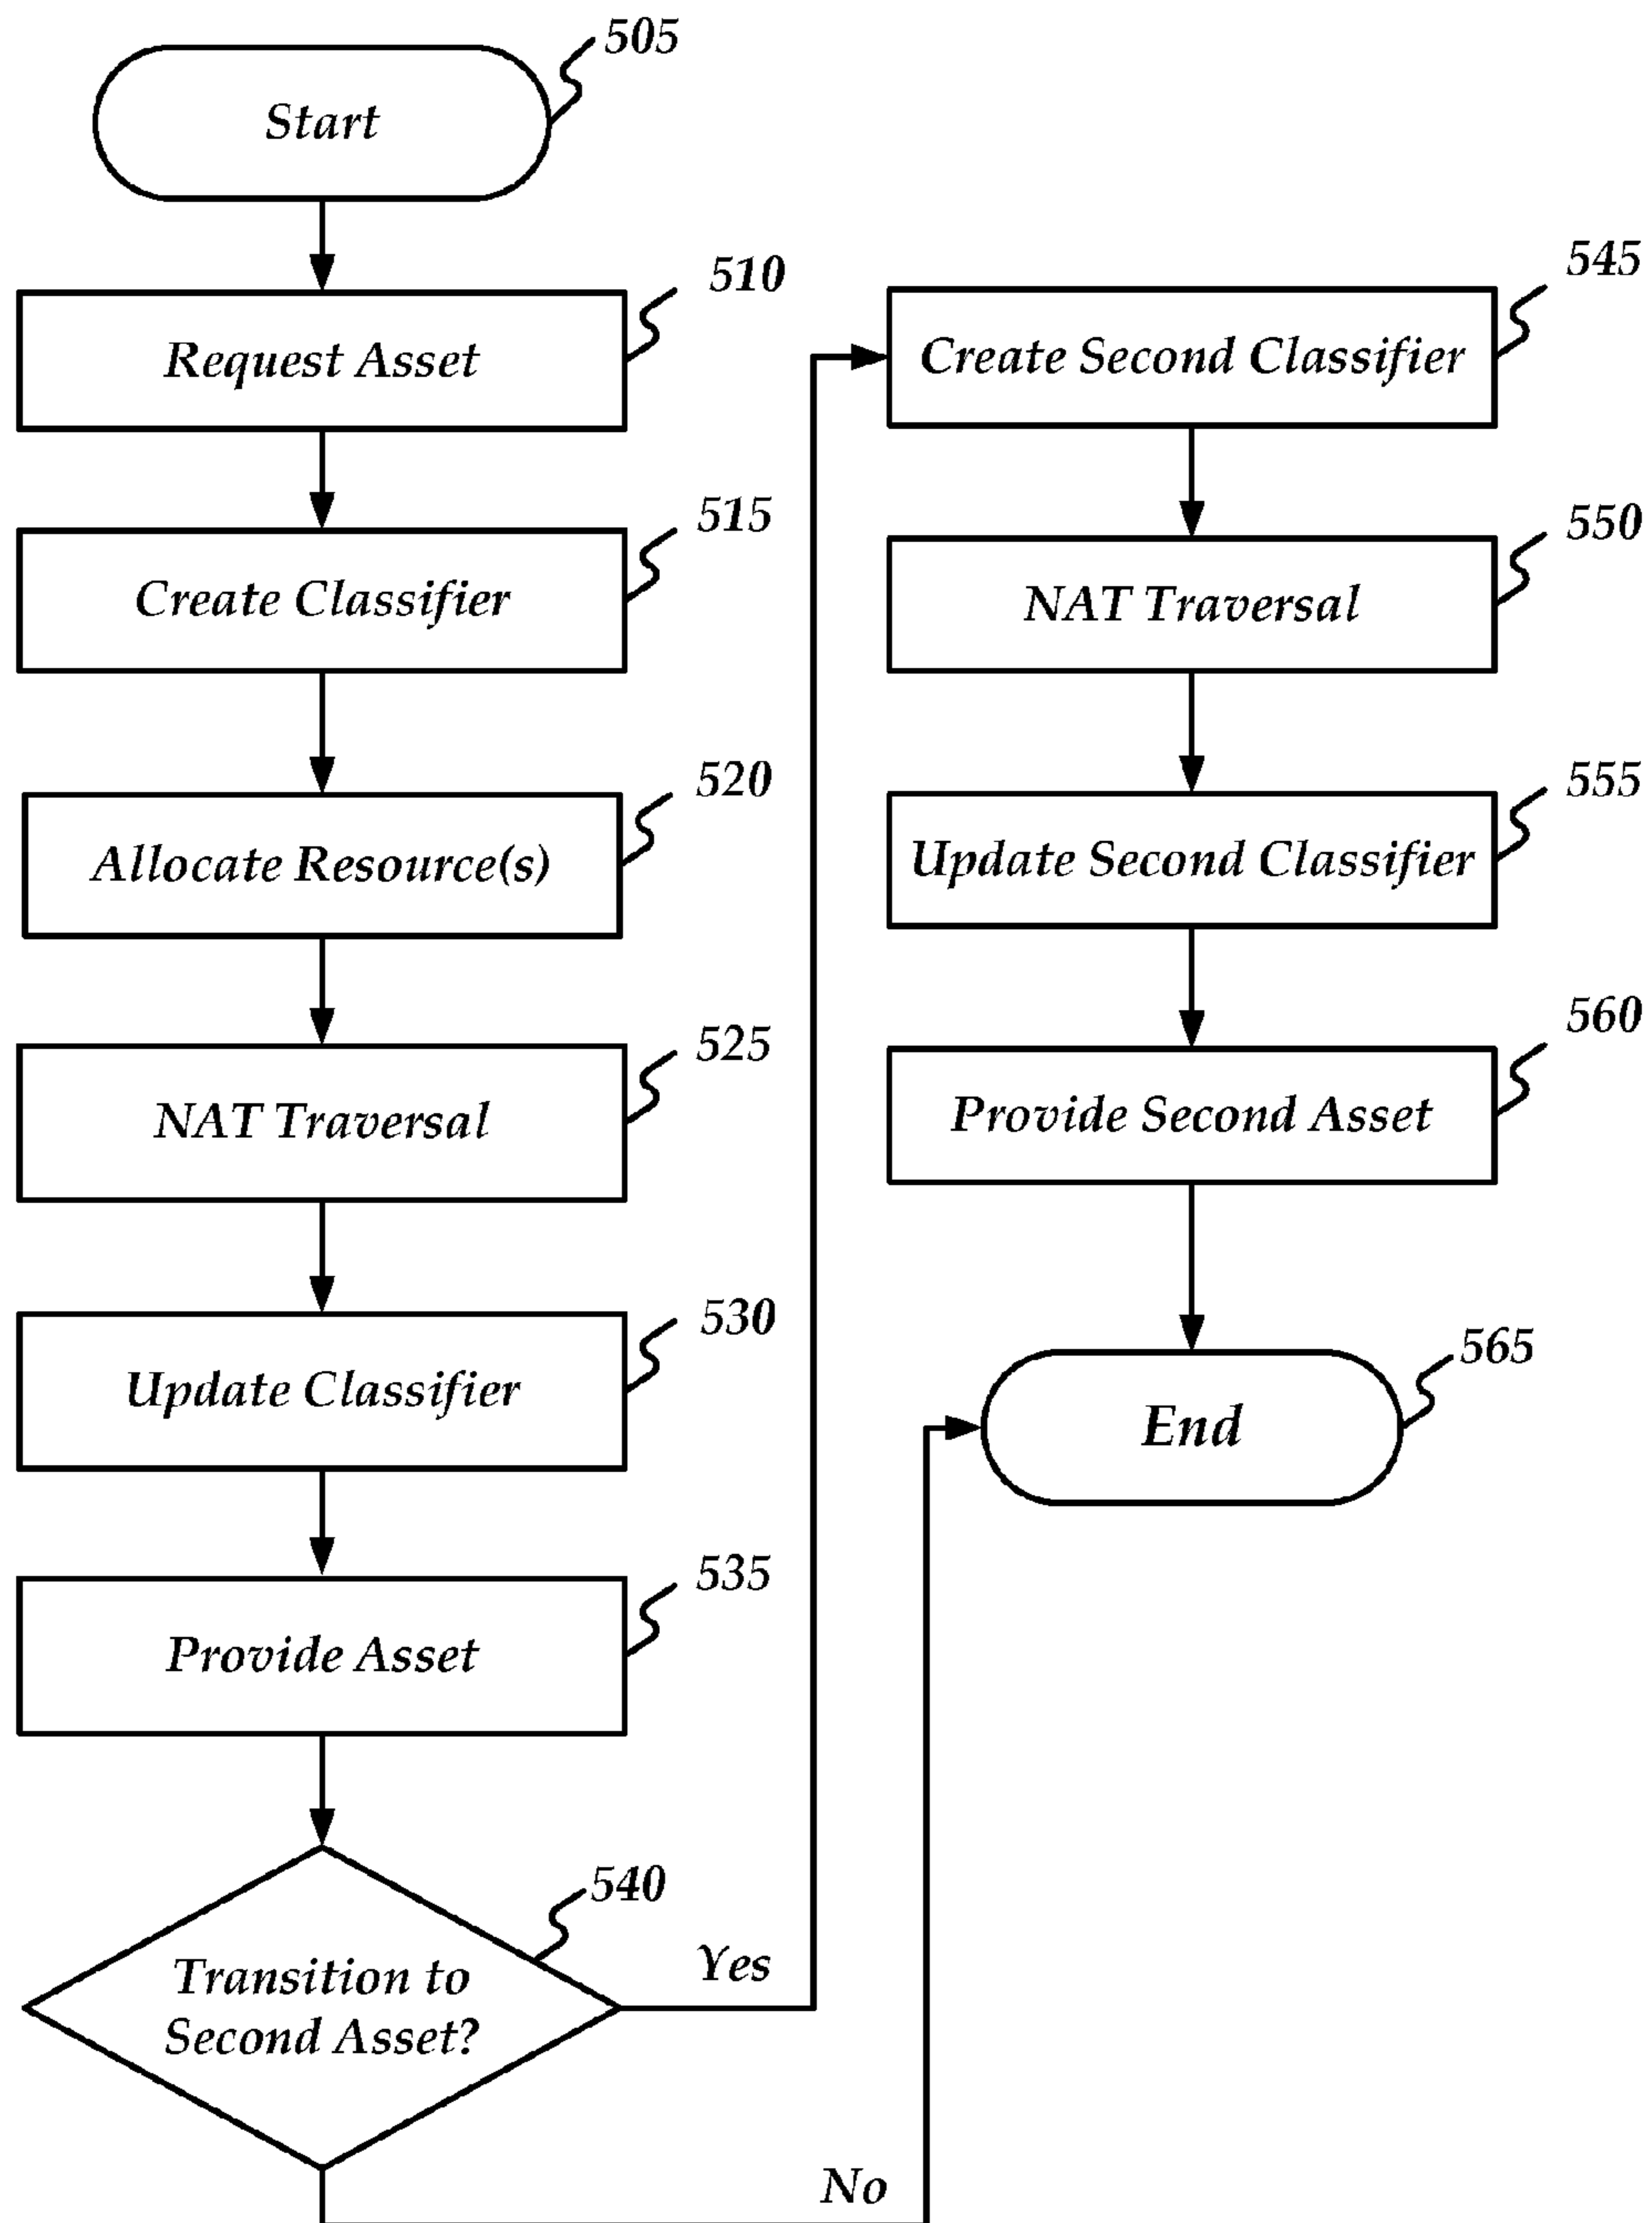 Start
505
Request Asset
510
Create Classifier
515
Allocate Resource(s)
520
NAT Traversal
525
Update Classifier
530
Provide Asset
535
Transition to
Second Asset?
540
Yes
No
Create Second Classifier
545
NAT Traversal
550
Update Second Classifier
555
Provide Second Asset
560
End
565